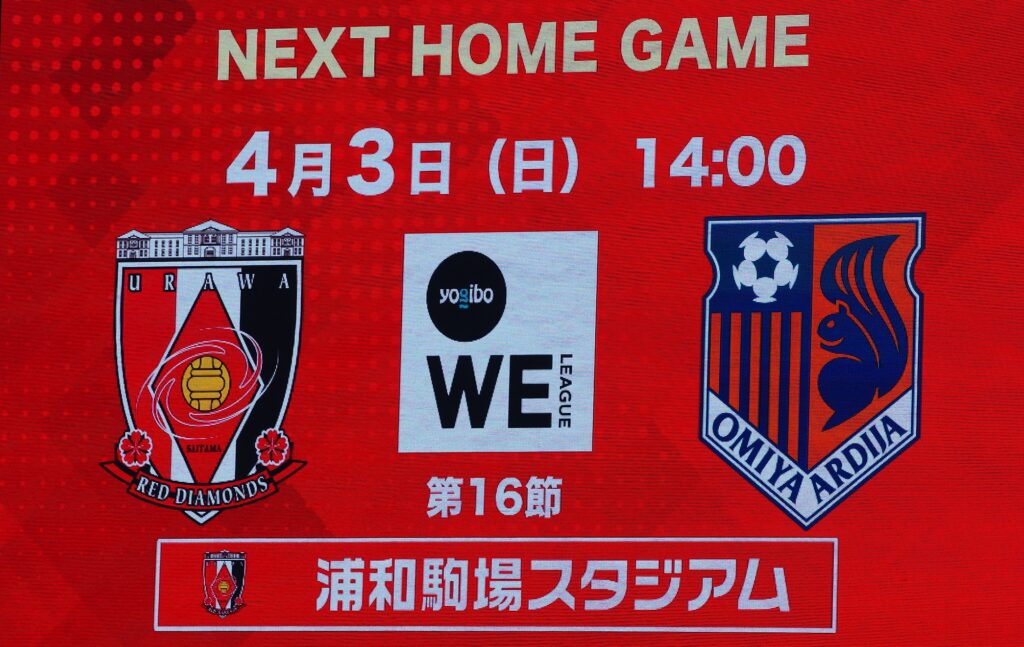 NEXT HOME GAME
4月3日（日） 14:00
URAWA
SAITAMA
RED DIAMONDS
yogibo
WE
LEAGUE
OMIYA ARDIJA
第16節
浦和駒場スタジアム